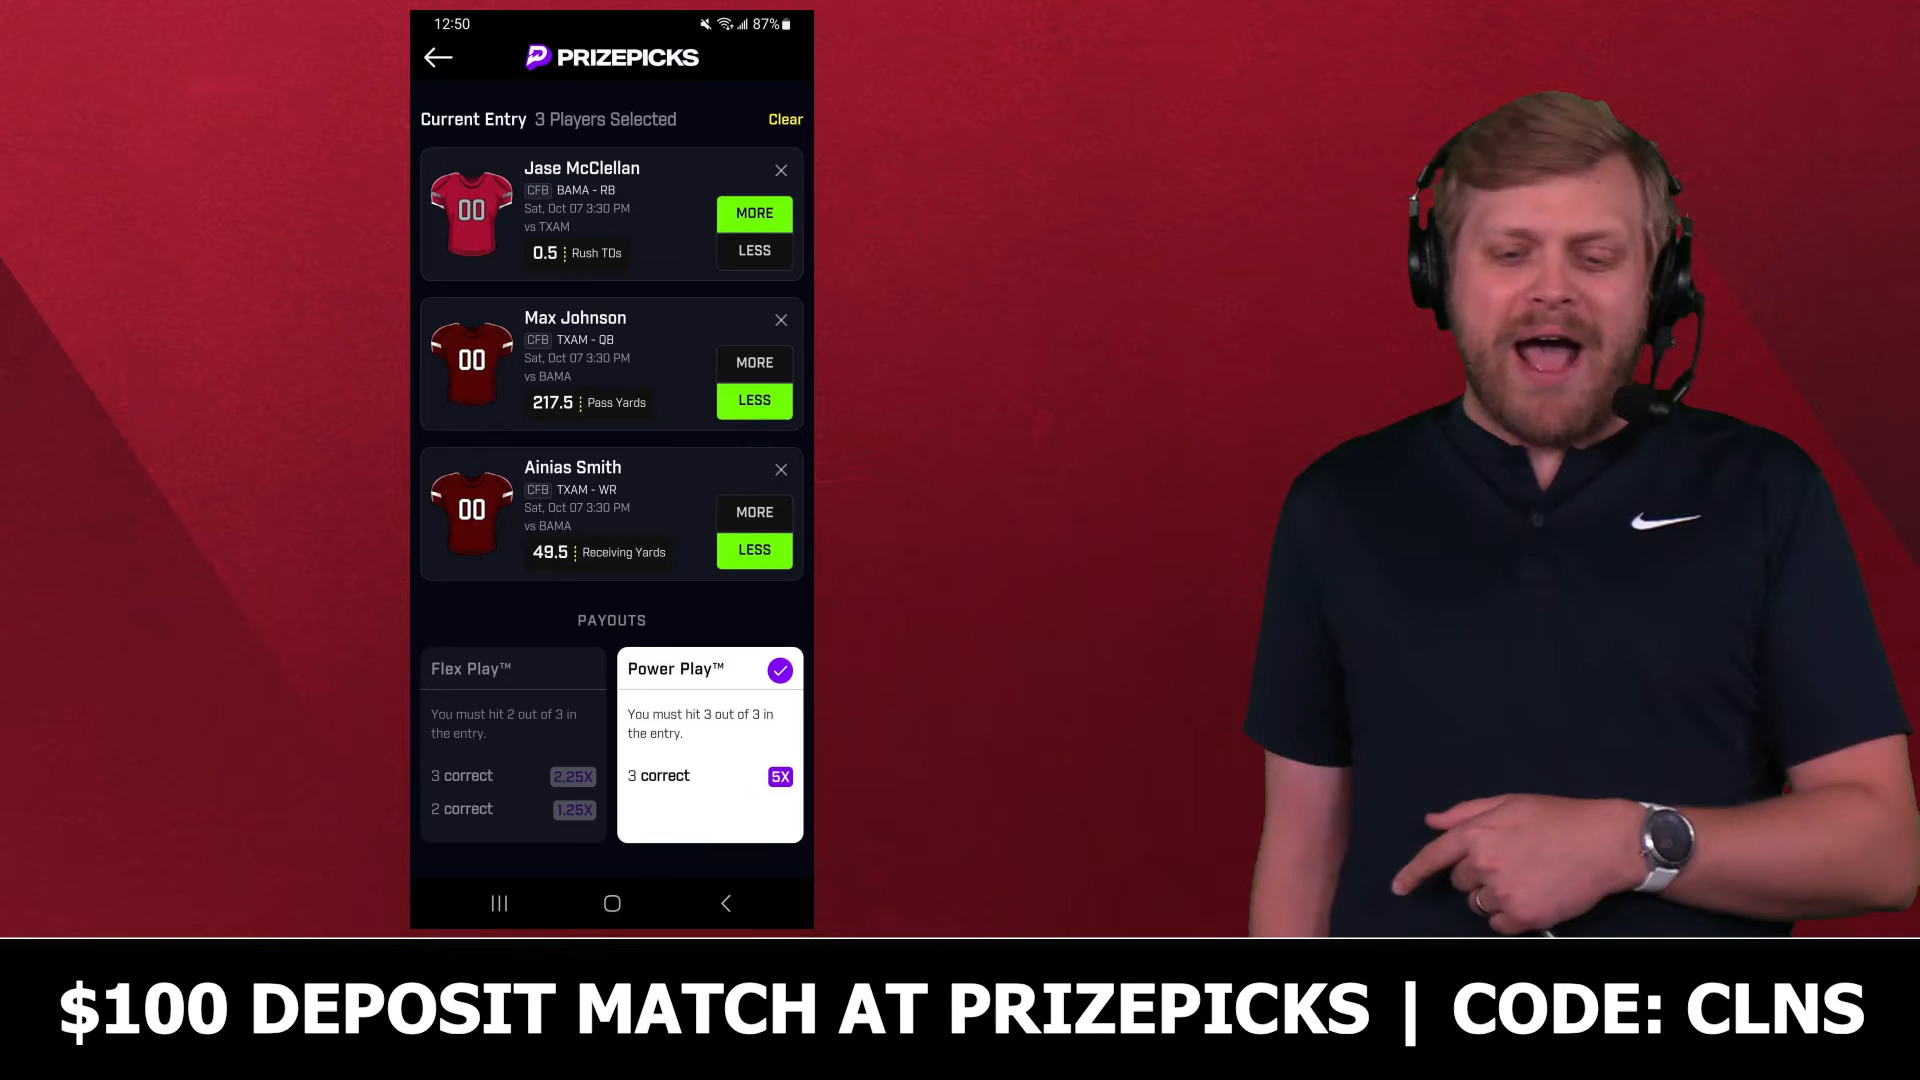 12:50
87%
PRIZEPICKS
Current Entry 3 Players Selected Clear
Jase McClellan
CFB BAMA - RB
Sat, Oct 07 3:30 PM
vs TXAM
0.5 Rush TDs
MORE
LESS
00
Max Johnson
CFB TXAM - QB
Sat, Oct 07 3:30 PM
vs BAMA
217.5 Pass Yards
MORE
LESS
00
Ainias Smith
CFB TXAM - WR
Sat, Oct 07 3:30 PM
vs BAMA
49.5 Receiving Yards
MORE
LESS
00
PAYOUTS
Flex Play™
You must hit 2 out of 3 in
the entry.
3 correct 2.25X
2 correct 1.25X
Power Play™
You must hit 3 out of 3 in
the entry.
3 correct 5X
$100 DEPOSIT MATCH AT PRIZEPICKS | CODE: CLNS